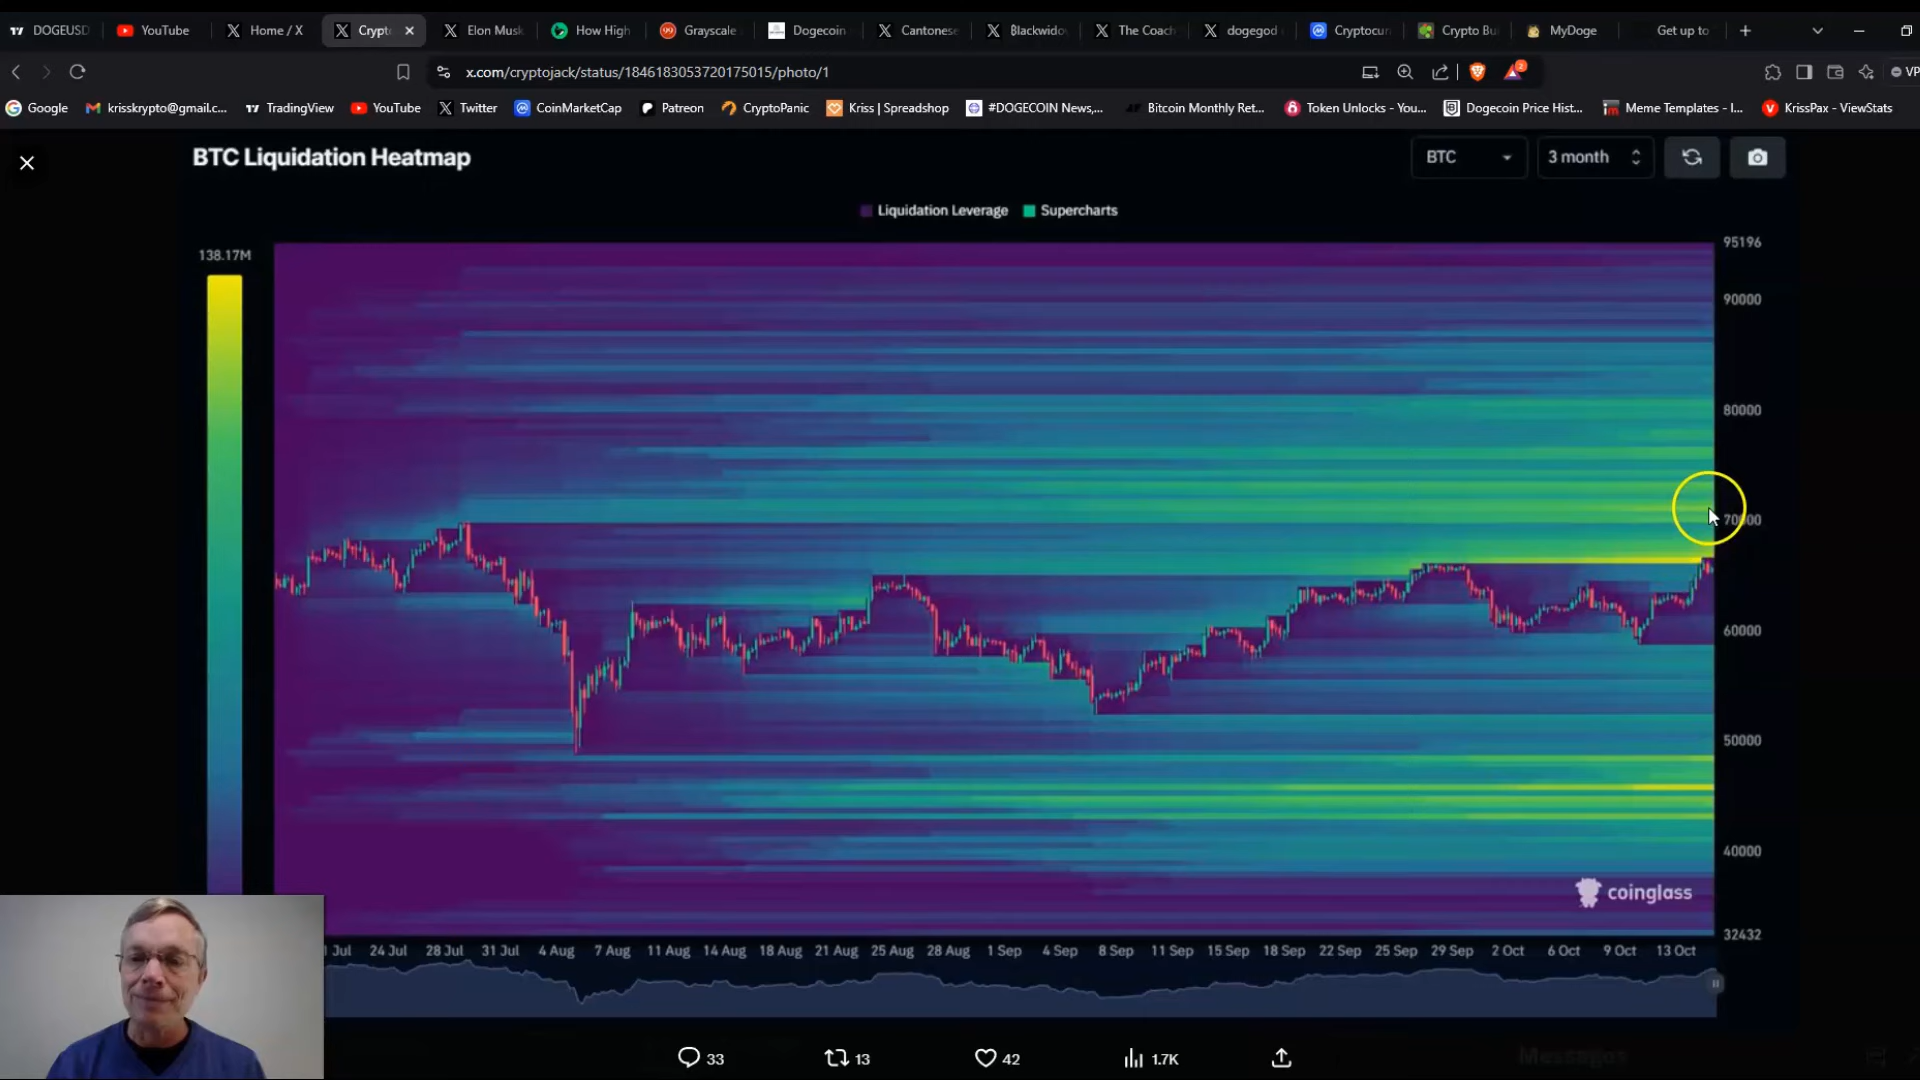 DOGEUSD
YouTube
Home / X
Crypt
Elon Musk
How High
Grayscale
Dogecoin
Cantonese
Blackwido
The Coach
dogegod
Cryptocur
Crypto Bu
MyDoge
Get up to
x.com/cryptojack/status/1846183053720175015/photo/1
2
VP
Google
krisskrypto@gmail.c...
TradingView
YouTube
Twitter
CoinMarketCap
Patreon
CryptoPanic
Kriss | Spreadshop
#DOGECOIN News,...
Bitcoin Monthly Ret...
Token Unlocks - You...
Dogecoin Price Hist...
Meme Templates - I...
KrissPax - ViewStats
BTC Liquidation Heatmap
BTC
3 month
Liquidation Leverage
Supercharts
138.17M
95196
90000
80000
70000
60000
50000
40000
32432
coinglass
Jul 24 Jul 28 Jul 31 Jul 4 Aug 7 Aug 11 Aug 14 Aug 18 Aug 21 Aug 25 Aug 28 Aug 1 Sep 4 Sep 8 Sep 11 Sep 15 Sep 18 Sep 22 Sep 25 Sep 29 Sep 2 Oct 6 Oct 9 Oct 13 Oct
33
13
42
1.7K
Messages